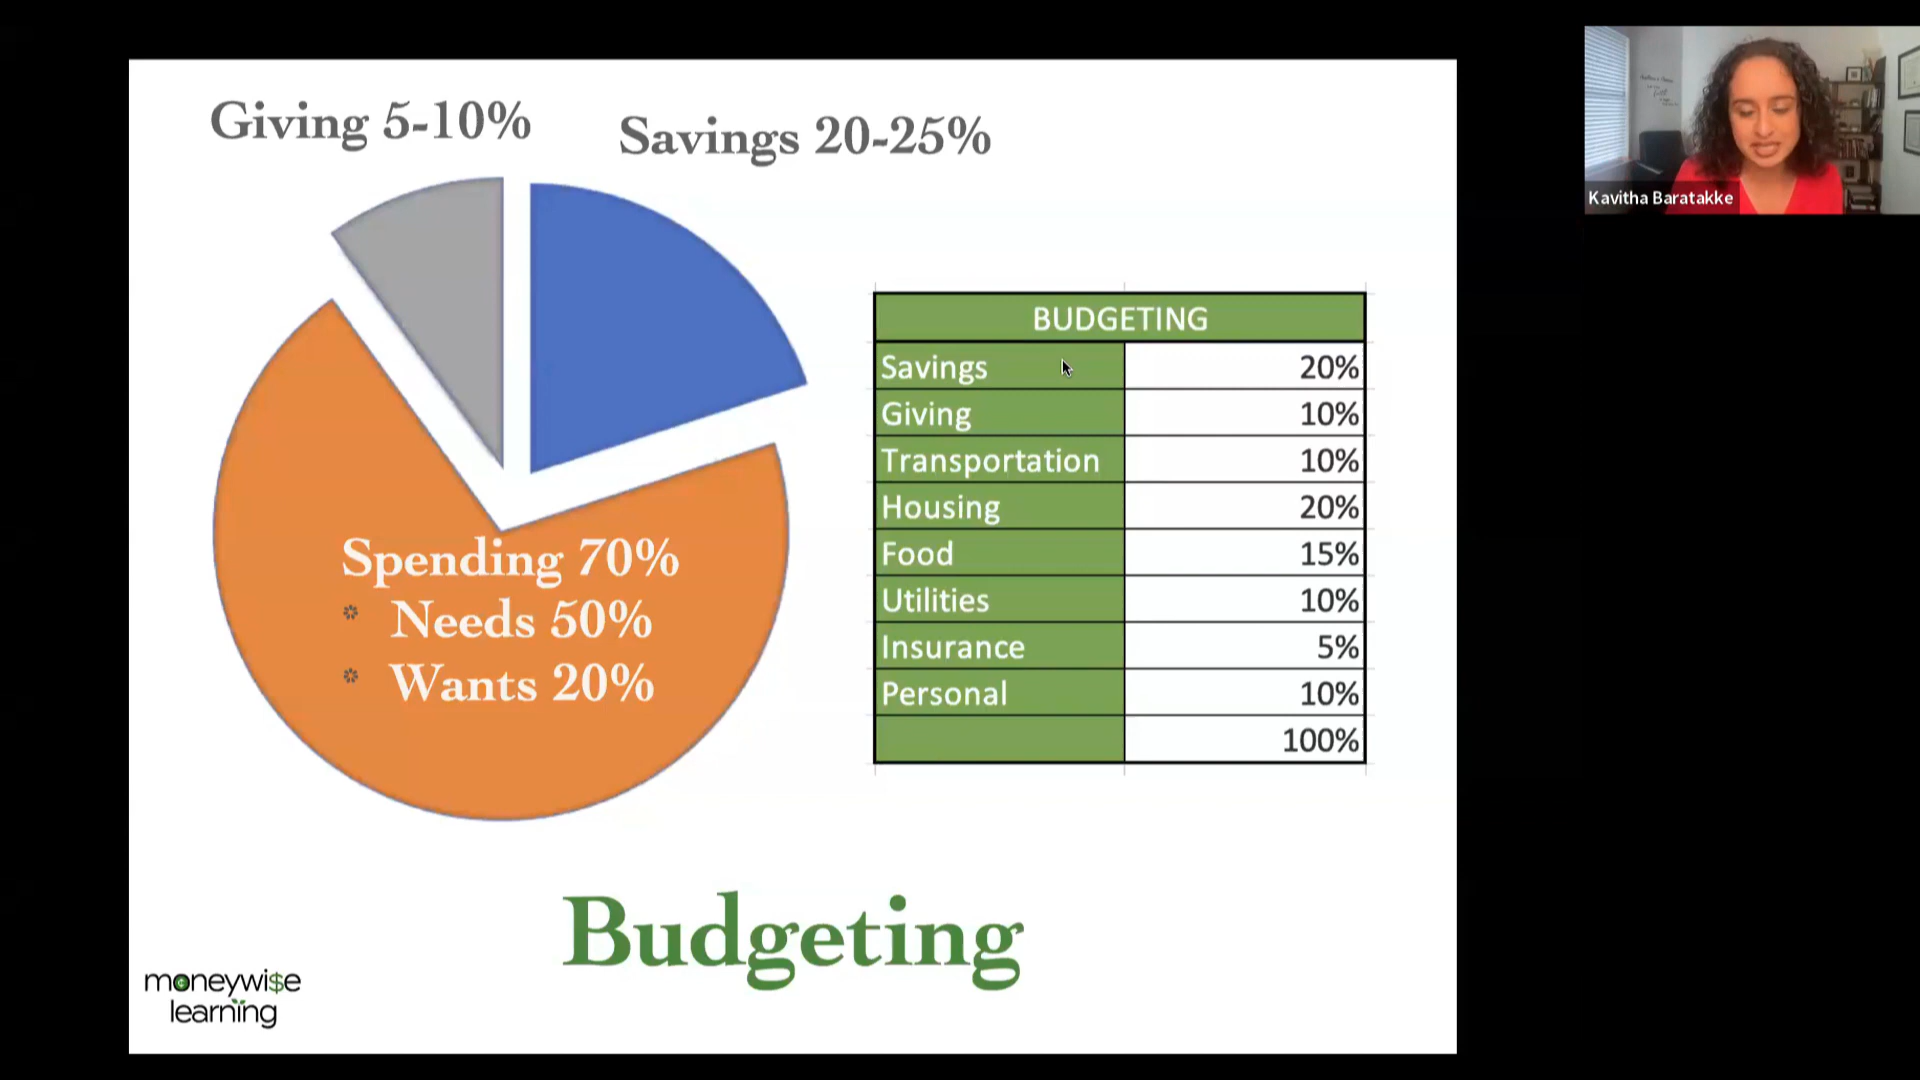 Giving 5-10%
Savings 20-25%
Spending 70%
Needs 50%
Wants 20%
BUDGETING
Savings 20%
Giving 10%
Transportation 10%
Housing 20%
Food 15%
Utilities 10%
Insurance 5%
Personal 10%
100%
Budgeting
moneywi$e
learning
Kavitha Baratakke